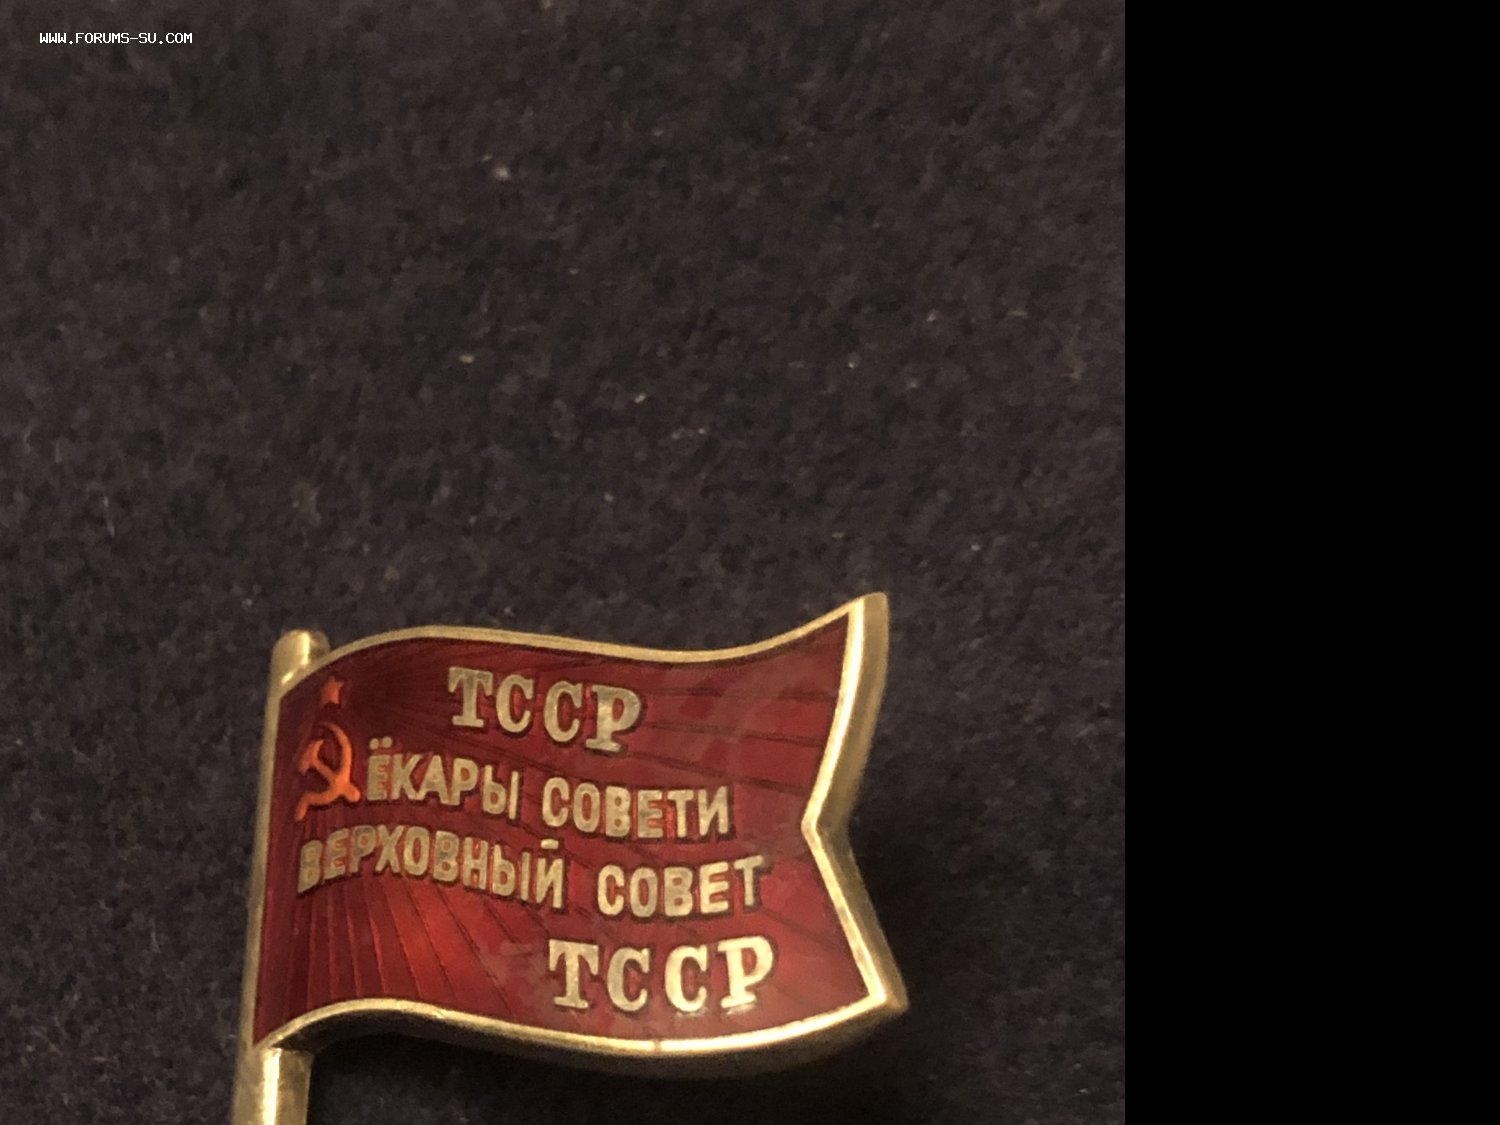 WWW.FORUMS-SU.COM
ТССР
ЁКАРЫ СОВЕТИ
ВЕРХОВНЫЙ СОВЕТ
ТССР